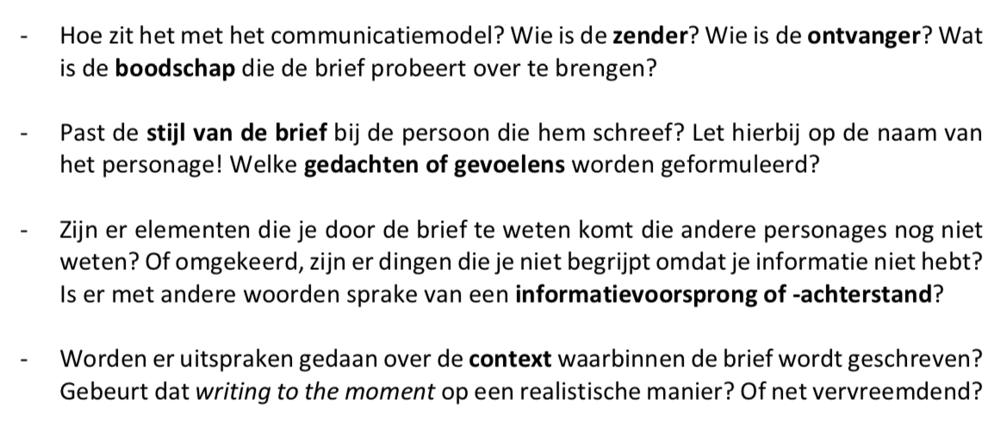 - Hoe zit het met het communicatiemodel? Wie is de zender? Wie is de ontvanger? Wat
is de boodschap die de brief probeert over te brengen?
- Past de stijl van de brief bij de persoon die hem schreef? Let hierbij op de naam van
het personage! Welke gedachten of gevoelens worden geformuleerd?
- Zijn er elementen die je door de brief te weten komt die andere personages nog niet
weten? Of omgekeerd, zijn er dingen die je niet begrijpt omdat je informatie niet hebt?
Is er met andere woorden sprake van een informatievoorsprong of -achterstand?
- Worden er uitspraken gedaan over de context waarbinnen de brief wordt geschreven?
Gebeurt dat writing to the moment op een realistische manier? Of net vervreemdend?